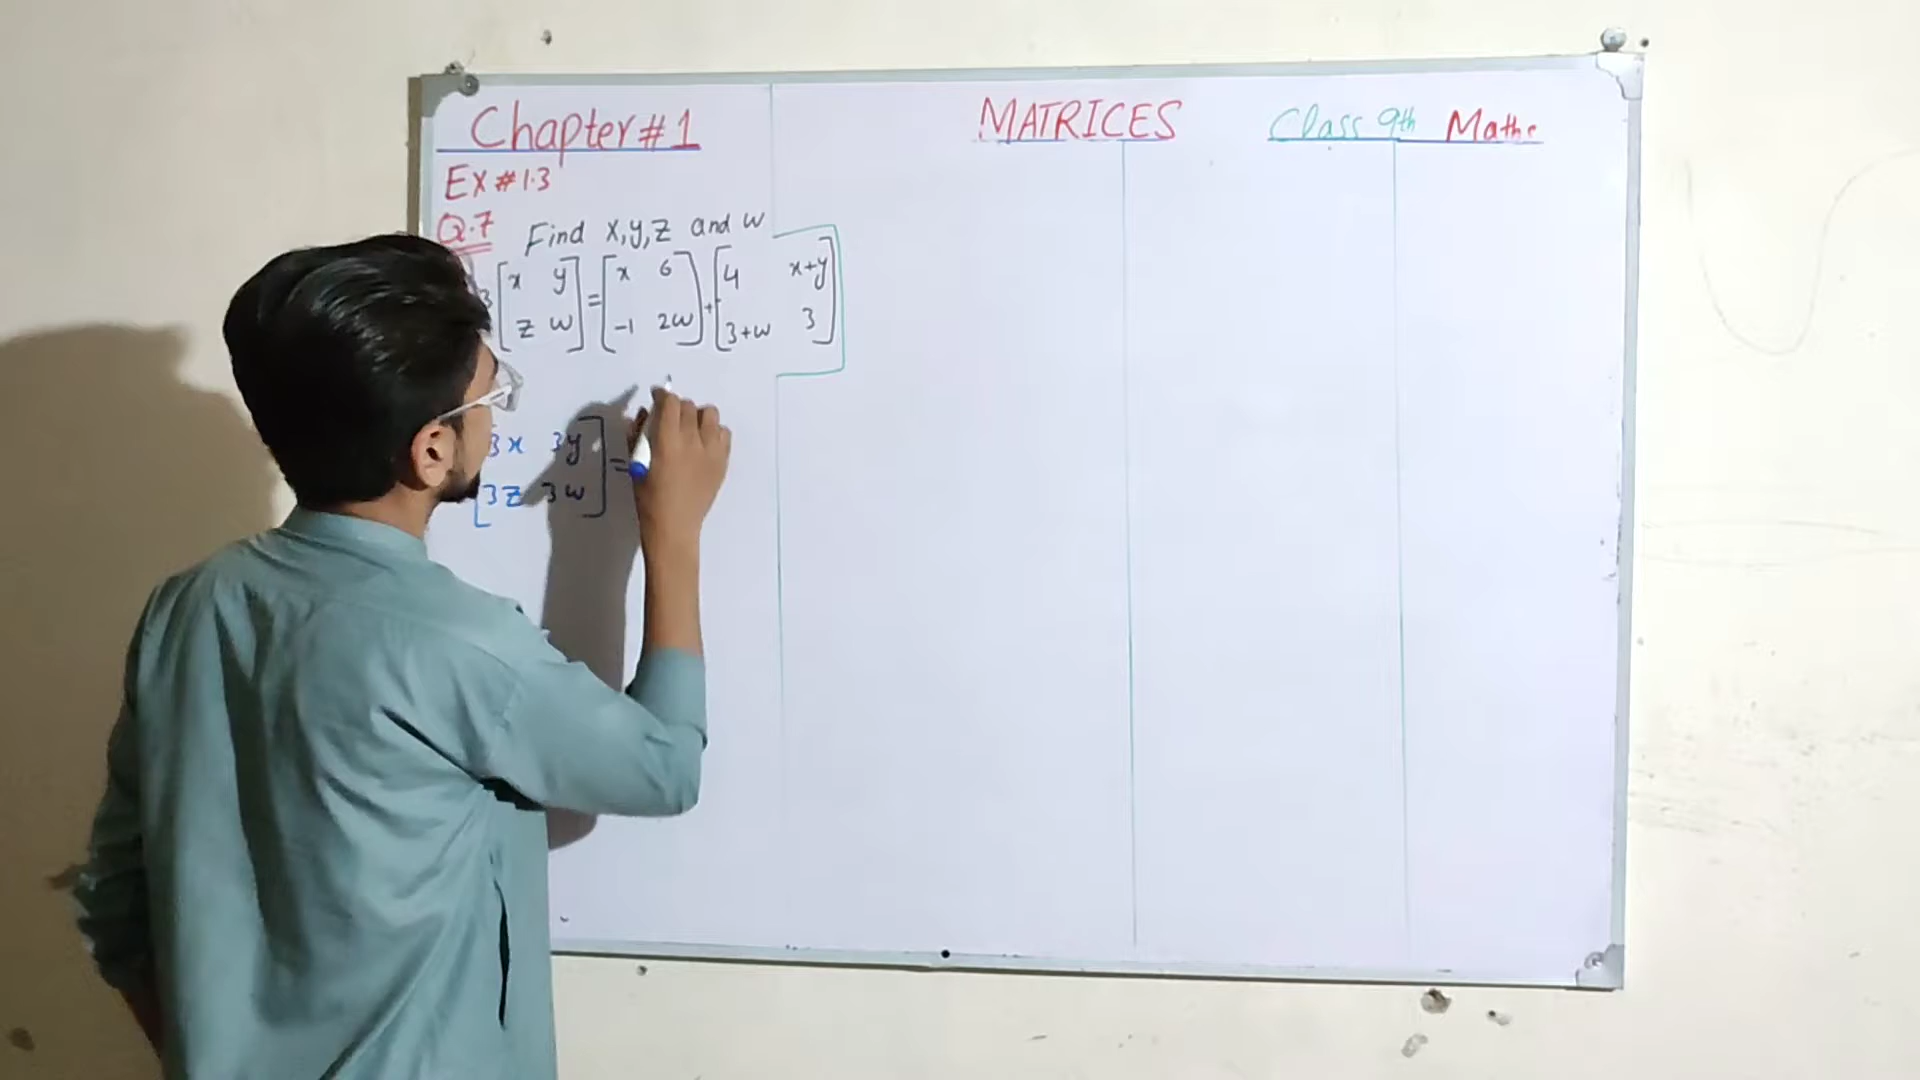 Chapter # 1 MATRICES Class 9th Maths
EX # 1.3
Q.7 Find x,y,z and w
3 [x y = [x 6 + [4 x+y]
z w] -1 2w] 3+w 3]
3x 3y] =
[3z 3w]